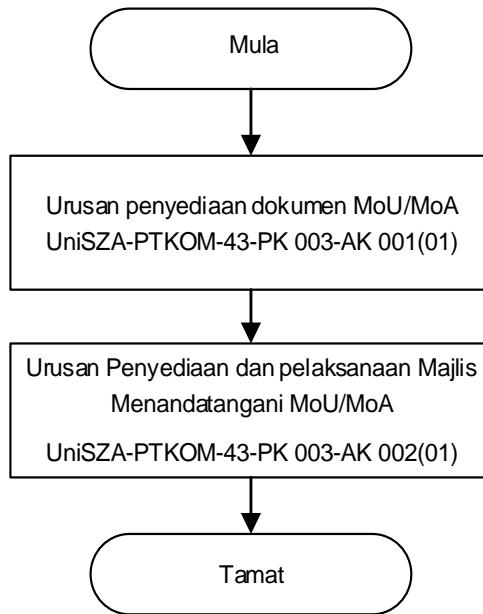 Mula
Urusan penyediaan dokumen MoU/MoA
UniSZA-PTKOM-43-PK 003-AK 001(01)
Urusan Penyediaan dan pelaksanaan Majlis
Menandatangani MoU/MoA
UniSZA-PTKOM-43-PK 003-AK 002(01)
Tamat